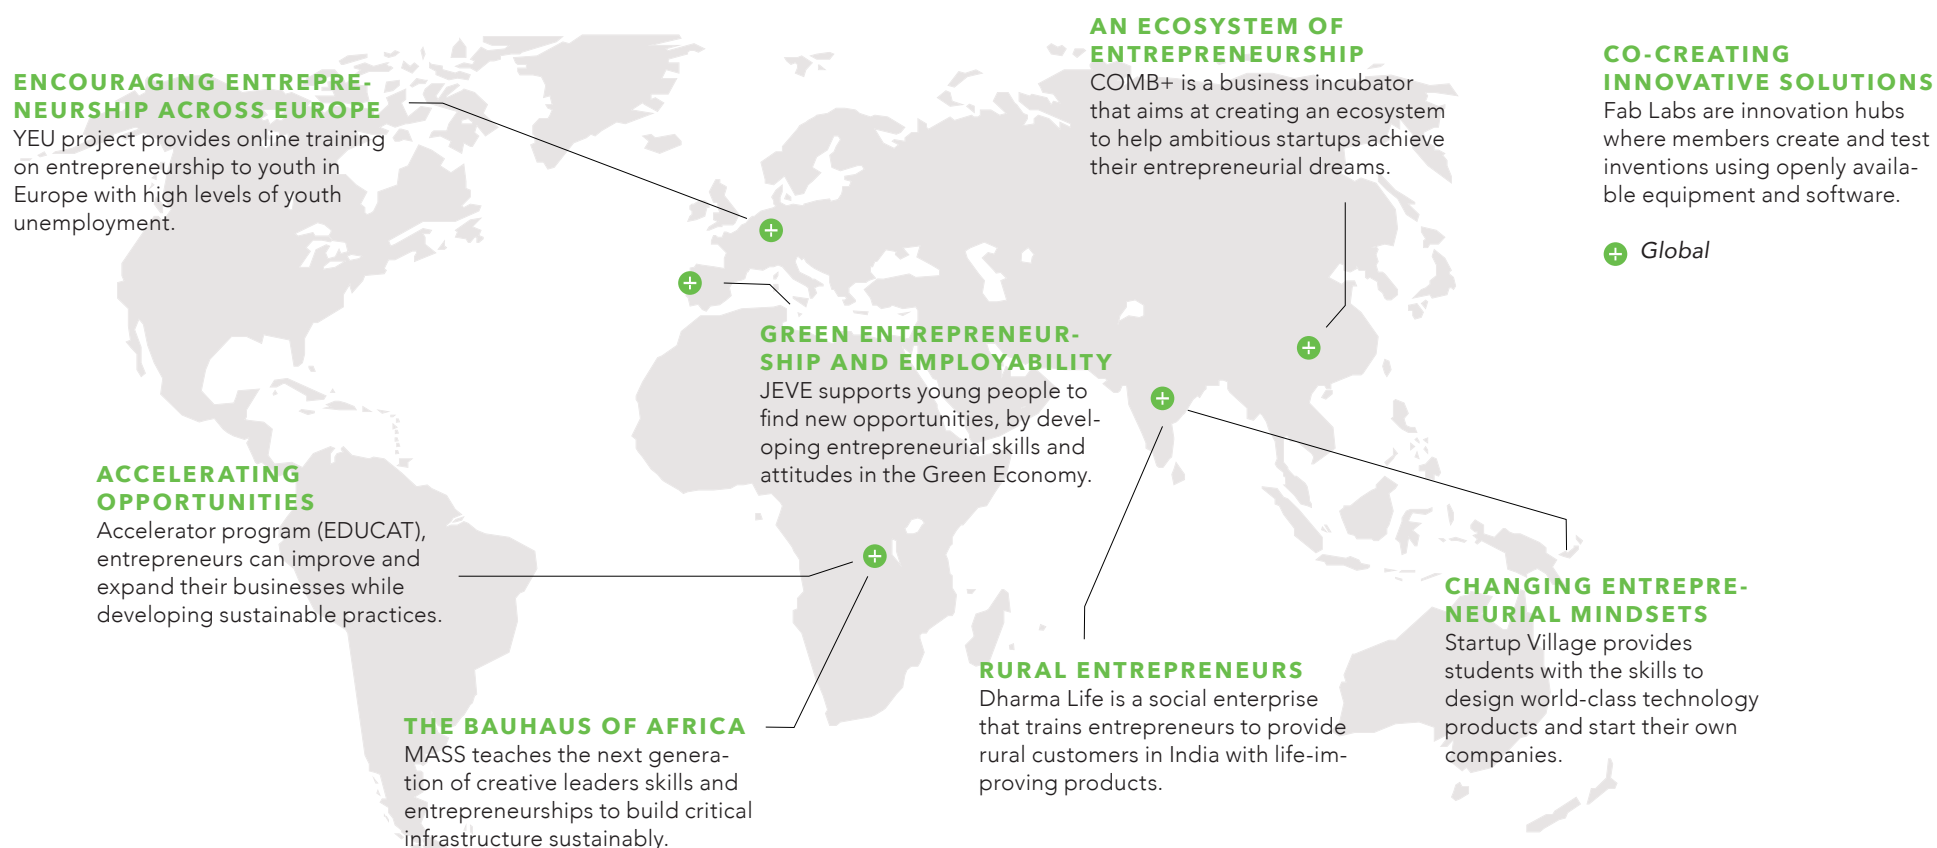 ENCOURAGING ENTREPRE-
NEURSHIP ACROSS EUROPE
YEU project provides online training
on entrepreneurship to youth in
Europe with high levels of youth
unemployment.
AN ECOSYSTEM OF
ENTREPRENEURSHIP
COMB+ is a business incubator
that aims at creating an ecosystem
to help ambitious startups achieve
their entrepreneurial dreams.
CO-CREATING
INNOVATIVE SOLUTIONS
Fab Labs are innovation hubs
where members create and test
inventions using openly availa-
ble equipment and software.
Global
GREEN ENTREPRENEUR-
SHIP AND EMPLOYABILITY
JEVE supports young people to
find new opportunities, by devel-
oping entrepreneurial skills and
attitudes in the Green Economy.
ACCELERATING
OPPORTUNITIES
Accelerator program (EDUCAT),
entrepreneurs can improve and
expand their businesses while
developing sustainable practices.
THE BAUHAUS OF AFRICA
MASS teaches the next genera-
tion of creative leaders skills and
entrepreneurships to build critical
infrastructure sustainably.
RURAL ENTREPRENEURS
Dharma Life is a social enterprise
that trains entrepreneurs to provide
rural customers in India with life-im-
proving products.
CHANGING ENTREPRE-
NEURIAL MINDSETS
Startup Village provides
students with the skills to
design world-class technology
products and start their own
companies.